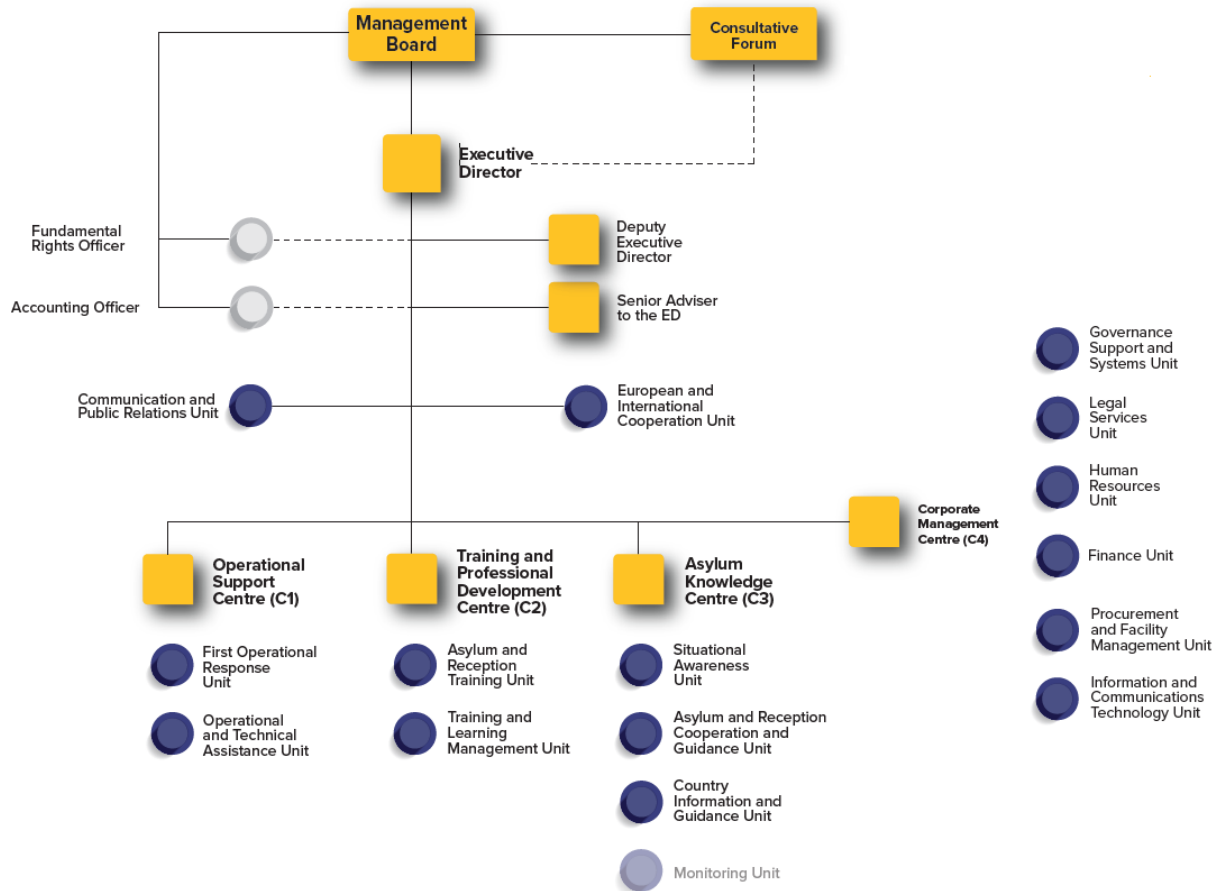 Management
Board
Consultative
Forum
Executive
Director
Fundamental
Rights Officer
Deputy
Executive
Director
Accounting Officer
Senior Adviser
to the ED
Communication and
Public Relations Unit
European and
International
Cooperation Unit
Governance
Support and
Systems Unit
Legal
Services
Unit
Human
Resources
Unit
Finance Unit
Procurement
and Facility
Management Unit
Information and
Communications
Technology Unit
Corporate
Management
Centre (C4)
Operational
Support
Centre (C1)
First Operational
Response
Unit
Operational
and Technical
Assistance Unit
Training and
Professional
Development
Centre (C2)
Asylum and
Reception
Training Unit
Training and
Learning
Management Unit
Asylum
Knowledge
Centre (C3)
Situational
Awareness
Unit
Asylum and Reception
Cooperation and
Guidance Unit
Country
Information and
Guidance Unit
Monitoring Unit